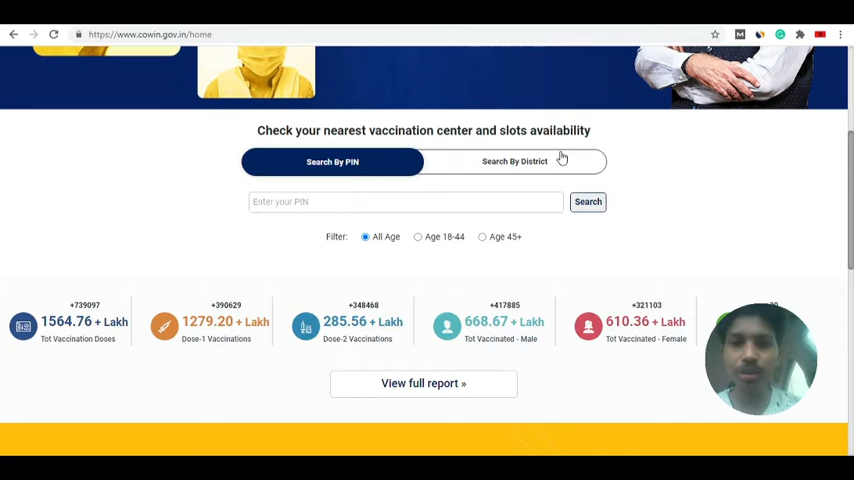 https://www.cowin.gov.in/home
Check your nearest vaccination center and slots availability
Search By PIN
Search By District
Enter your PIN
Search
Filter: All Age Age 18-44 Age 45+
+739097
1564.76 + Lakh
Tot Vaccination Doses
+390629
1279.20 + Lakh
Dose-1 Vaccinations
+348468
285.56 + Lakh
Dose-2 Vaccinations
+417885
668.67 + Lakh
Tot Vaccinated - Male
+321103
610.36 + Lakh
Tot Vaccinated - Female
View full report »